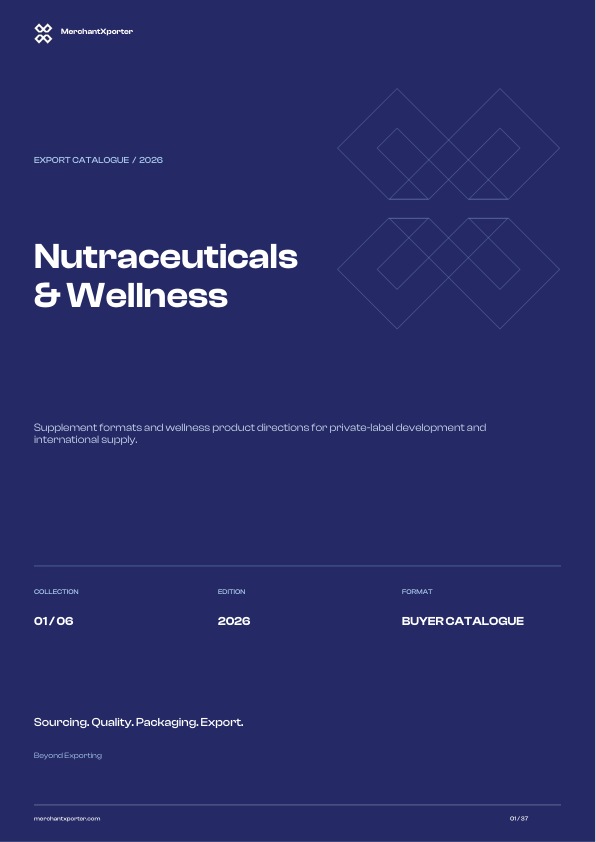 MerchantXporter
EXPORT CATALOGUE / 2026
Nutraceuticals
& Wellness
Supplement formats and wellness product directions for private-label development and
international supply.
COLLECTION
EDITION
FORMAT
01 / 06
2026
BUYER CATALOGUE
Sourcing. Quality. Packaging. Export.
Beyond Exporting
merchantxporter.com
01 / 37